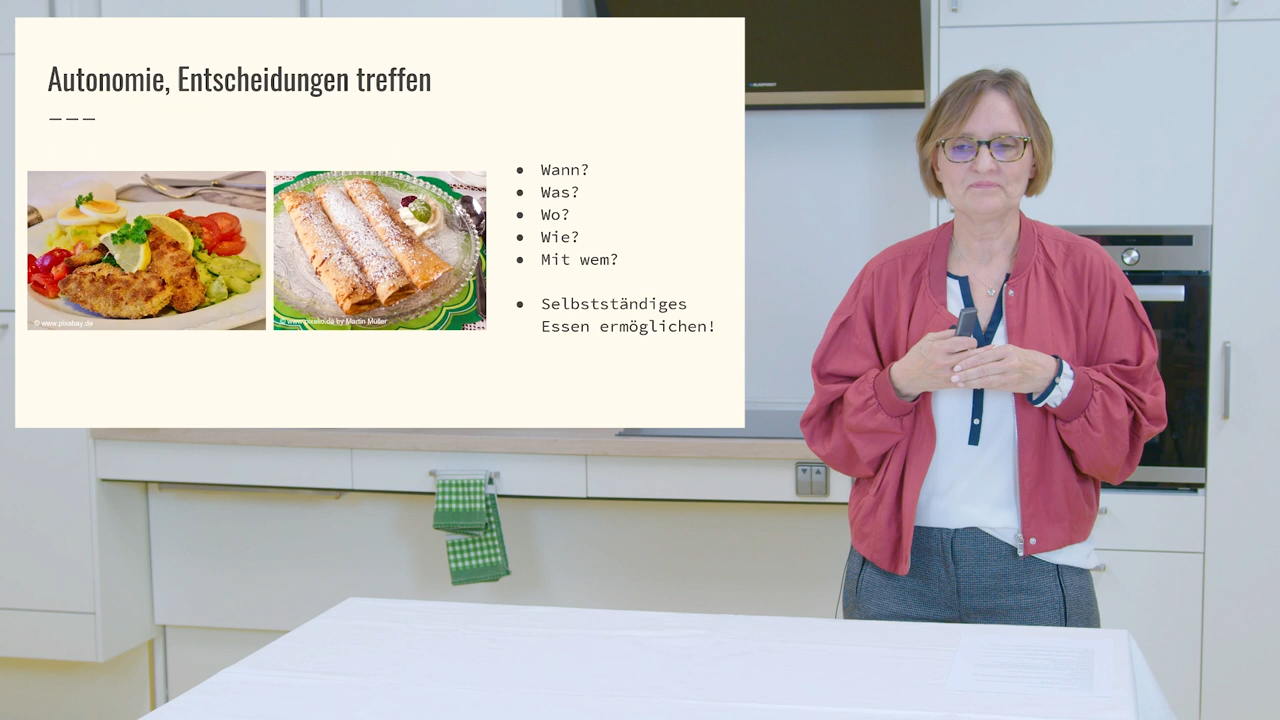 Autonomie, Entscheidungen treffen
Wann?
Was?
Wo?
Wie?
Mit wem?
Selbstständiges
Essen ermöglichen!
© www.pixabay.de
www.pixelio.de by Martin Müller
BLAUPUNKT